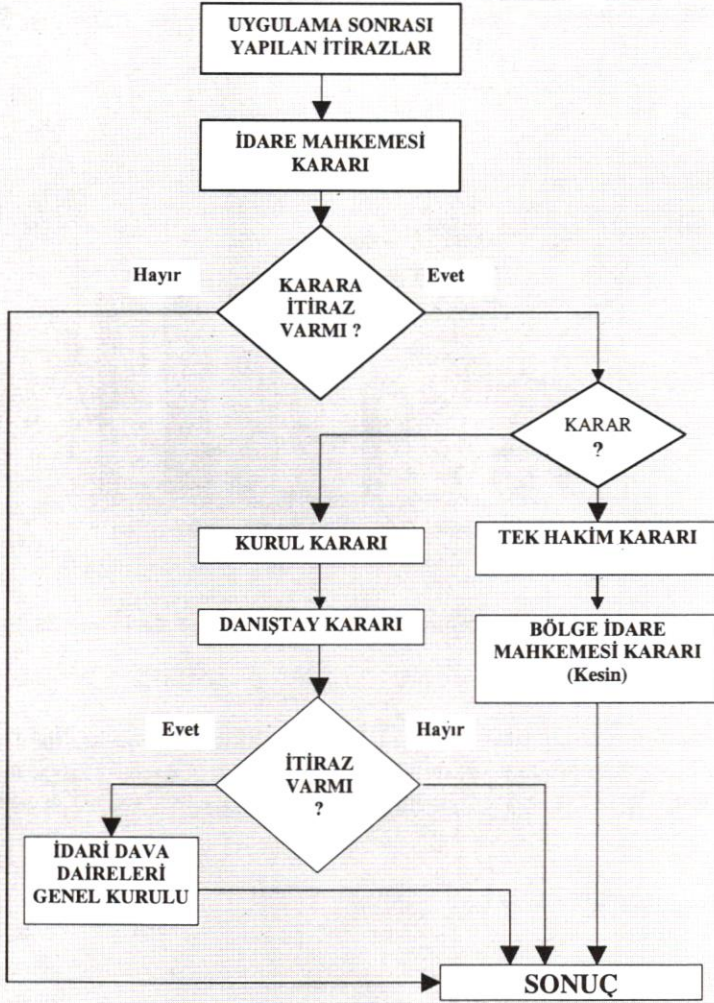 UYGULAMA SONRASI
YAPILAN İTİRAZLAR
İDARE MAHKEMESİ
KARARI
Hayır
Evet
KARARA
İTİRAZ
VARMI ?
KARAR
?
KURUL KARARI
TEK HAKİM KARARI
DANIŞTAY KARARI
BÖLGE İDARE
MAHKEMESİ KARARI
(Kesin)
Evet
Hayır
İTİRAZ
VARMI
?
İDARİ DAVA
DAİRELERİ
GENEL KURULU
SONUÇ